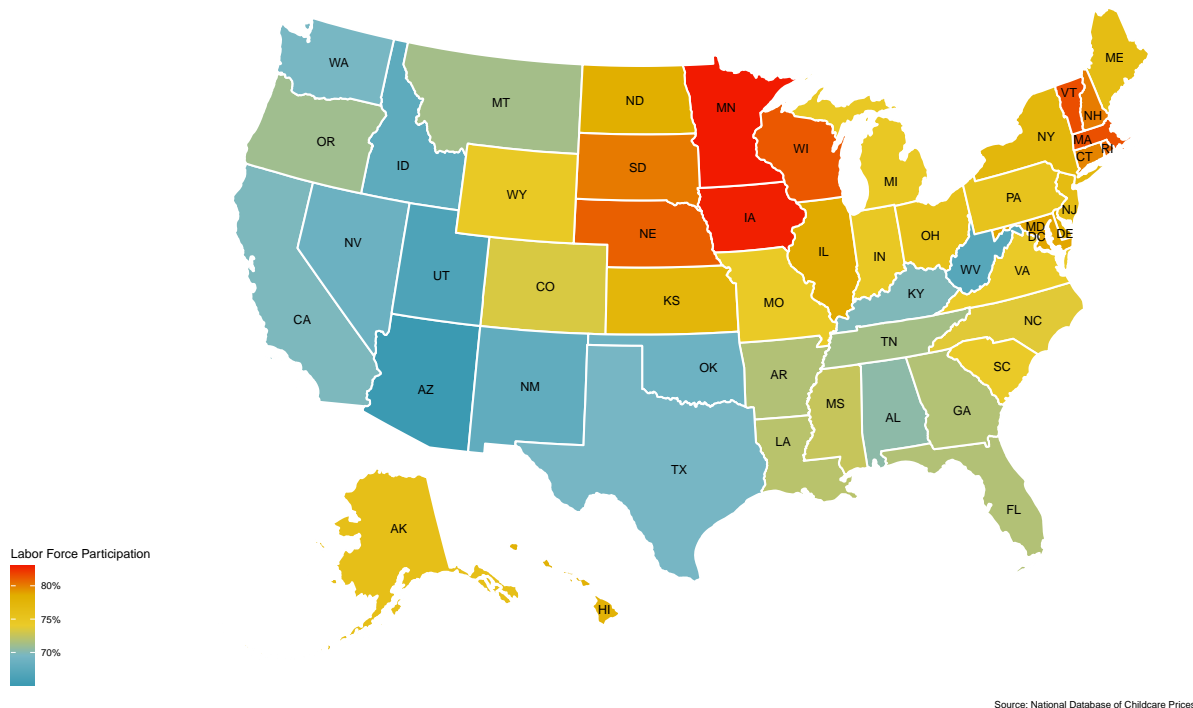 ME
WA
VT
ND
MT
MN
NH
NY
MA
OR
WI
RI
CT
ID
SD
MI
WY
PA
NJ
IA
MD
NE
DE
OH
DC
NV
IL
IN
WV
VA
UT
CO
KY
KS
MO
CA
NC
TN
OK
SC
AR
NM
AZ
MS
GA
AL
LA
TX
FL
AK
Labor Force Participation
80%
HI
75%
70%
Source: National Database of Childcare Prices